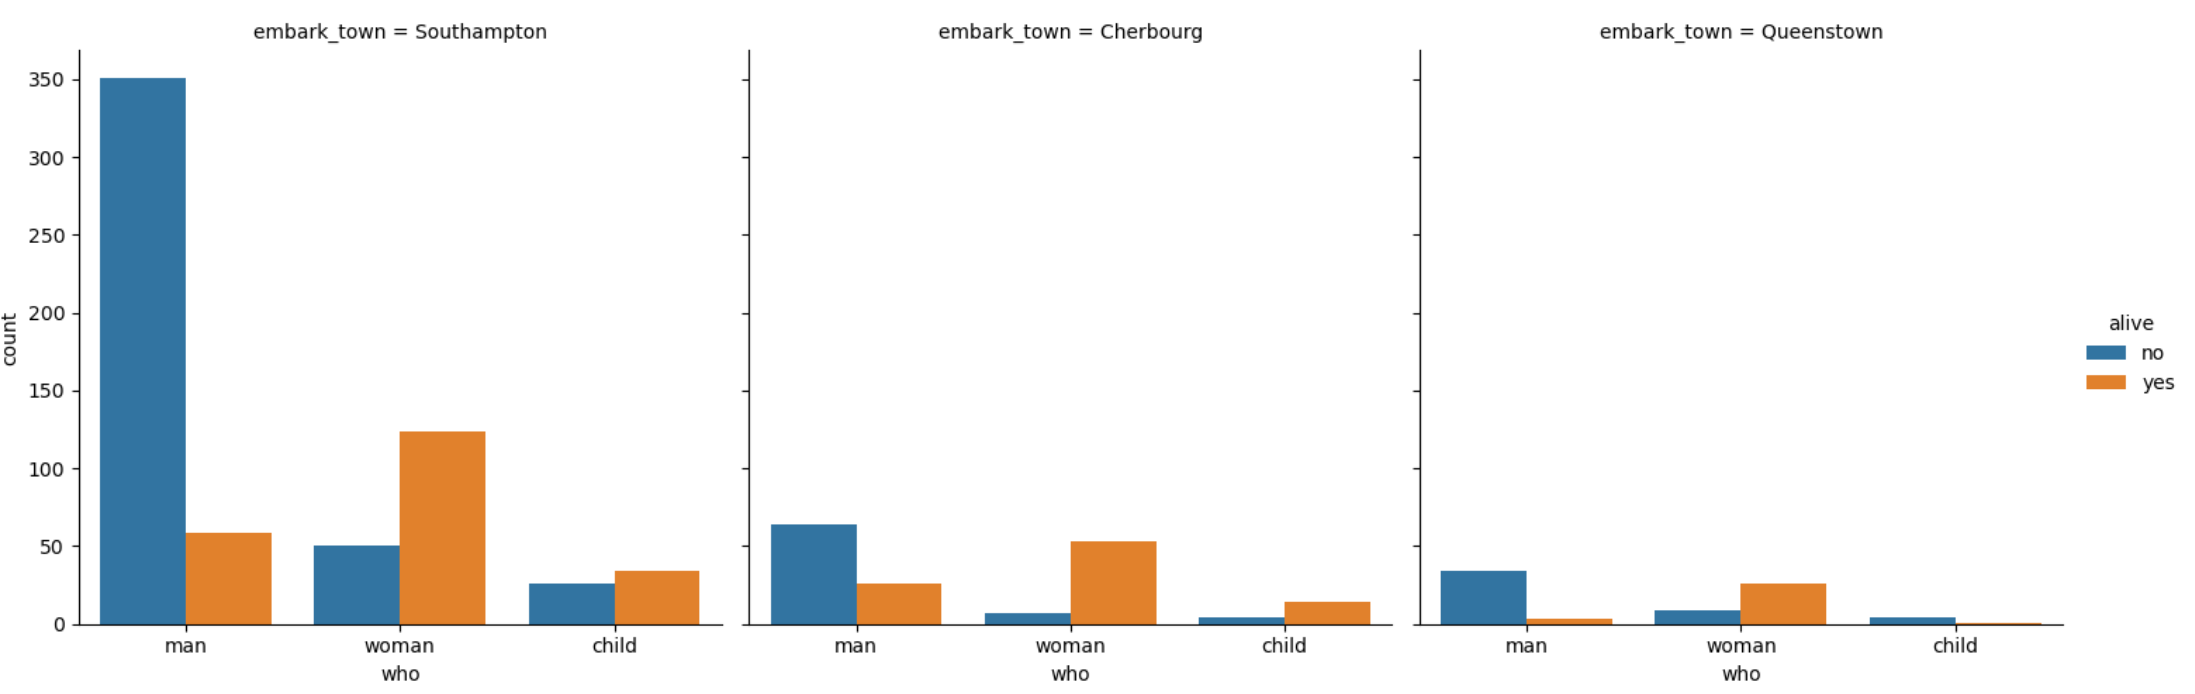 embark_town = Southampton
embark_town = Cherbourg
embark_town = Queenstown
350
300
250
200
150
100
50
0
count
man
woman
child
who
man
woman
child
who
man
woman
child
who
alive
no
yes